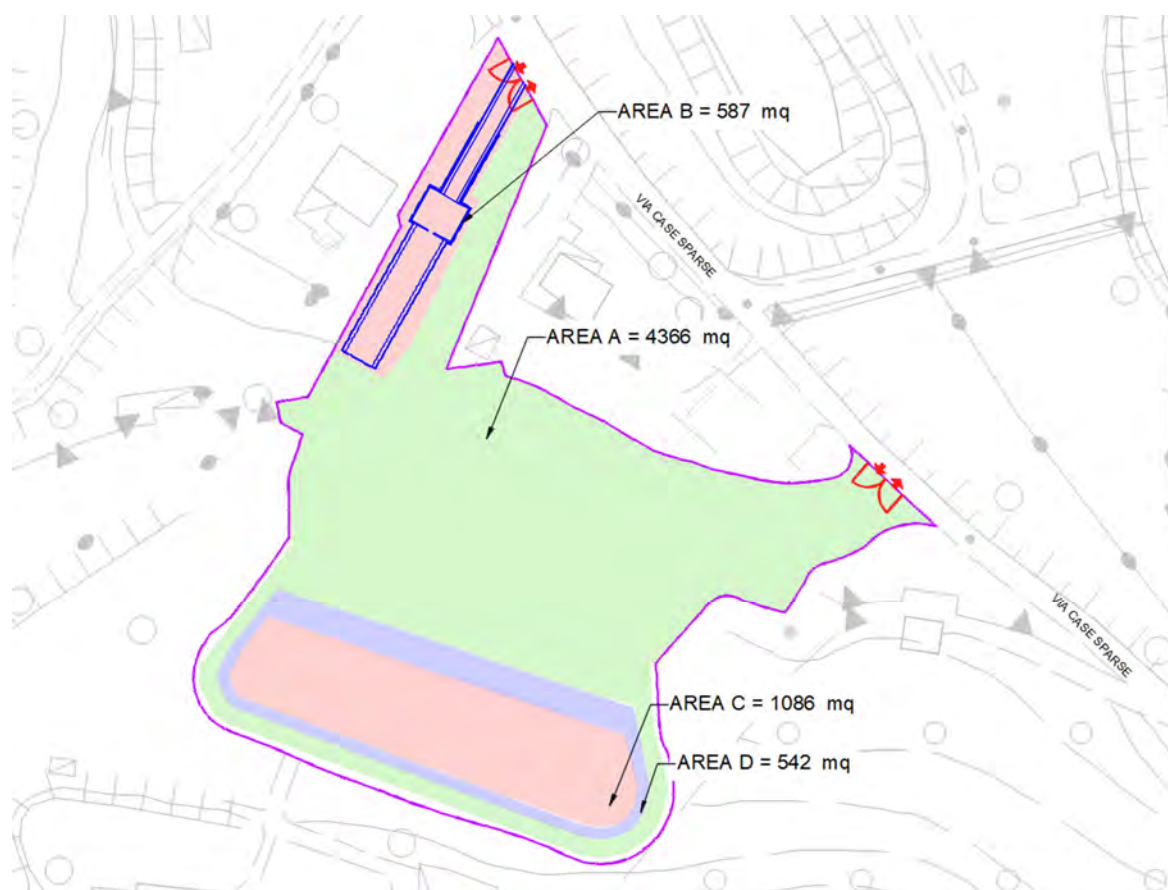 AREA B = 587 mq
VIA CASE SPARSE
AREA A = 4366 mq
VIA CASE SPARSE
AREA C = 1086 mq
AREA D = 542 mq